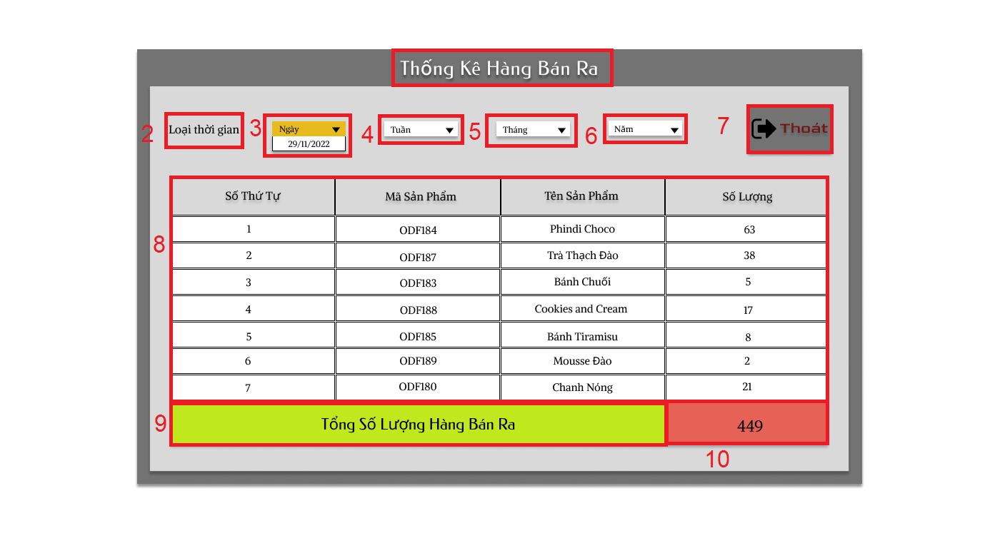 Thống Kê Hàng Bán Ra
2 Loại thời gian 3 Ngày 4 Tuần 5 Tháng 6 Năm 7 Thoát
29/11/2022
Số Thứ Tự Mã Sản Phẩm Tên Sản Phẩm Số Lượng
1 ODF184 Phindi Choco 63
8
2 ODF187 Trà Thạch Đào 38
3 ODF183 Bánh Chuối 5
4 ODF188 Cookies and Cream 17
5 ODF185 Bánh Tiramisu 8
6 ODF189 Mousse Đào 2
7 ODF180 Chanh Nóng 21
9 Tổng Số Lượng Hàng Bán Ra 449
10